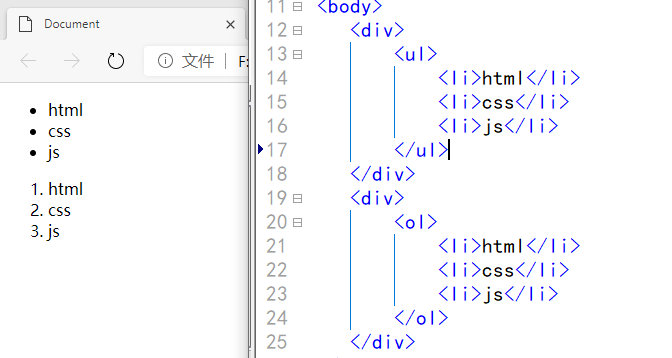 Document
文件 | F:
• html
• css
• js
1. html
2. css
3. js
11 <body>
12 <div>
13 <ul>
14 <li>html</li>
15 <li>css</li>
16 <li>js</li>
17 </ul>
18 </div>
19 <div>
20 <ol>
21 <li>html</li>
22 <li>css</li>
23 <li>js</li>
24 </ol>
25 </div>